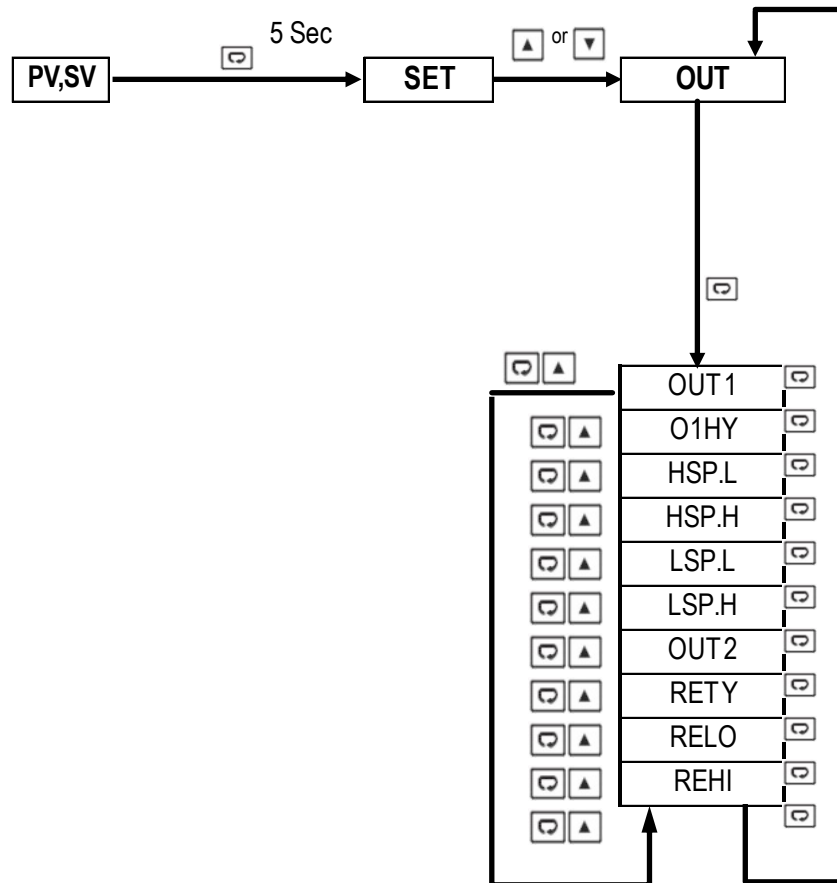 5 Sec
or
PV,SV
SET
OUT
OUT1
O1HY
HSP.L
HSP.H
LSP.L
LSP.H
OUT2
RETY
RELO
REHI